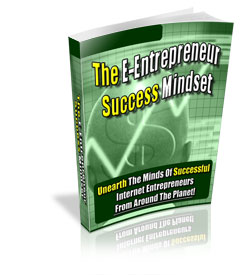 The E-Entrepreneur
Success Mindset
Unearth The Minds Of Successful
Internet Entrepreneurs
From Around The Planet!